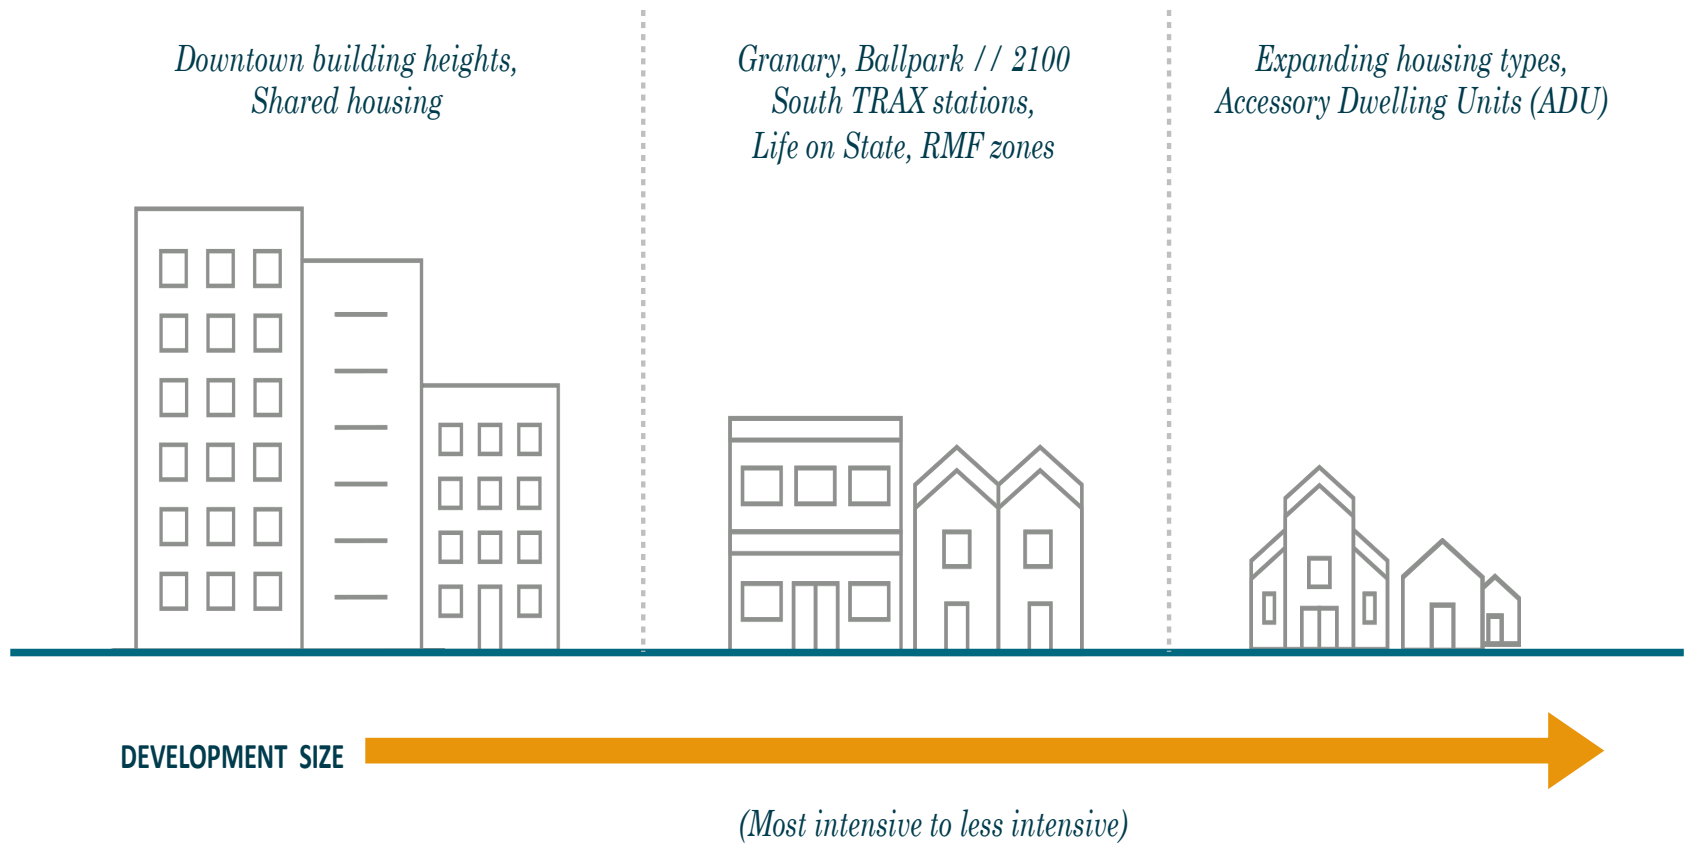 Downtown building heights,
Shared housing
Granary, Ballpark // 2100
South TRAX stations,
Life on State, RMF zones
Expanding housing types,
Accessory Dwelling Units (ADU)
DEVELOPMENT SIZE
(Most intensive to less intensive)